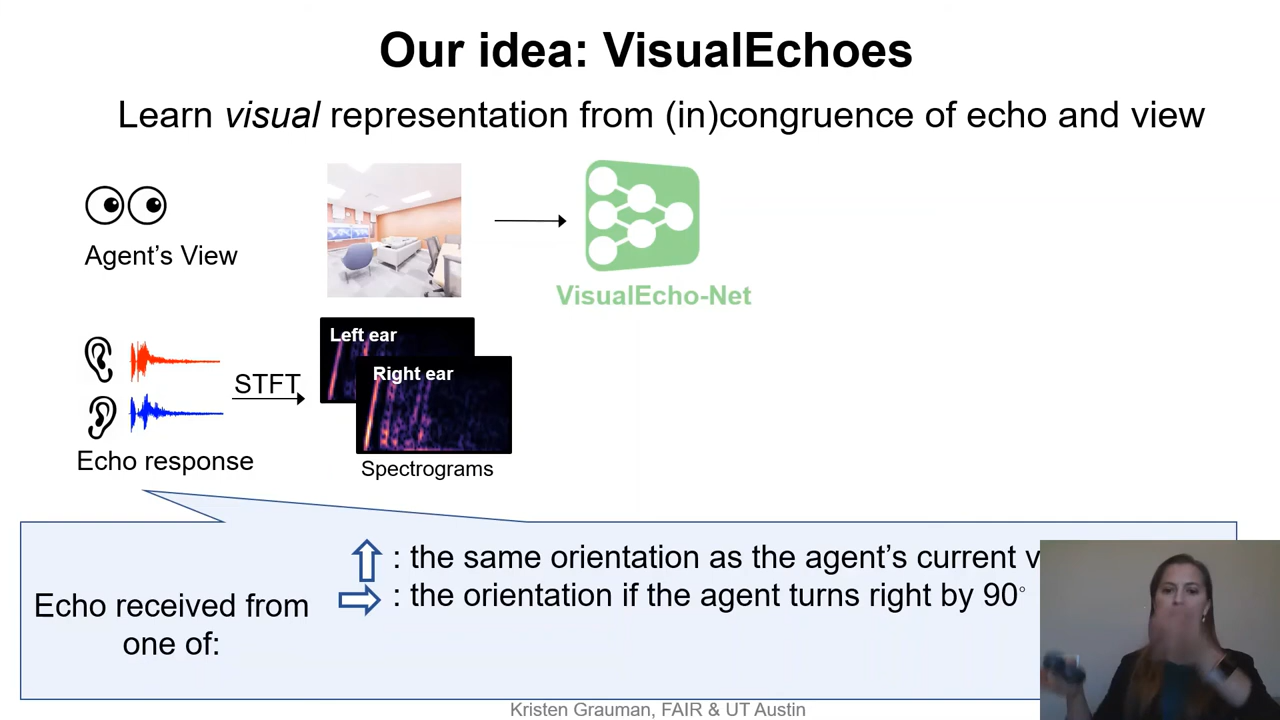 Our idea: VisualEchoes
Learn visual representation from (in)congruence of echo and view
Agent's View
VisualEcho-Net
Left ear
Right ear
STFT
Echo response
Spectrograms
: the same orientation as the agent's current
: the orientation if the agent turns right by 90°
Echo received from
one of:
Kristen Grauman, FAIR & UT Austin